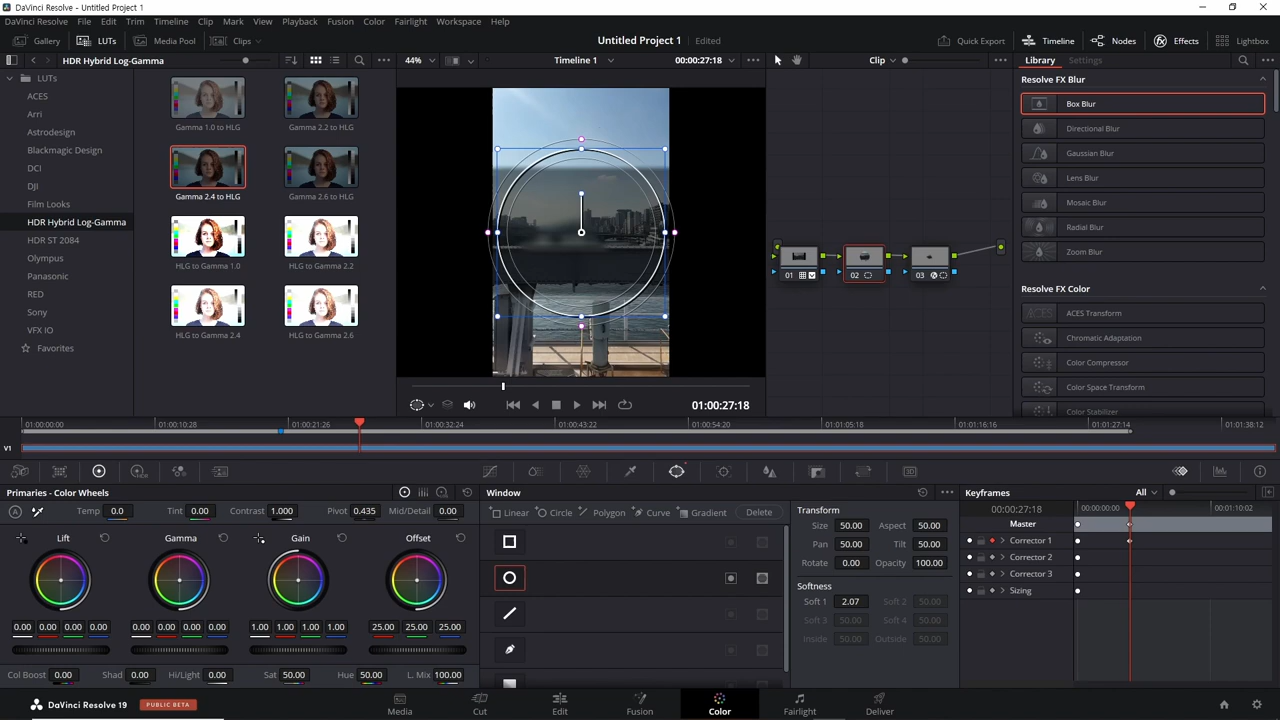 DaVinci Resolve - Untitled Project 1
DaVinci Resolve File Edit Trim Timeline Clip Mark View Playback Fusion Color Fairlight Workspace Help
Gallery LUTs Media Pool Clips Untitled Project 1 Edited Quick Export Timeline Nodes Effects Lightbox
HDR Hybrid Log-Gamma 44% Timeline 1 00:00:27:18 Clip Library Settings
LUTs
ACES
Arri
Astrodesign
Blackmagic Design
DCI
DJI
Film Looks
HDR Hybrid Log-Gamma
HDR ST 2084
Olympus
Panasonic
RED
Sony
VFX IO
Favorites
Gamma 1.0 to HLG Gamma 2.2 to HLG
Gamma 2.4 to HLG Gamma 2.6 to HLG
HLG to Gamma 1.0 HLG to Gamma 2.2
HLG to Gamma 2.4 HLG to Gamma 2.6
01:00:27:18
01 02 03
Resolve FX Blur
Box Blur
Directional Blur
Gaussian Blur
Lens Blur
Mosaic Blur
Radial Blur
Zoom Blur
Resolve FX Color
ACES Transform
Chromatic Adaptation
Color Compressor
Color Space Transform
Color Stabilizer
01:00:00:00 01:00:10:28 01:00:21:26 01:00:32:24 01:00:43:22 01:00:54:20 01:01:05:18 01:01:16:16 01:01:27:14 01:01:38:12
V1
Primaries - Color Wheels
Temp 0.0 Tint 0.00 Contrast 1.000 Pivot 0.435 Mid/Detail 0.00
Lift Gamma Gain Offset
0.00 0.00 0.00 0.00 0.00 0.00 0.00 0.00 1.00 1.00 1.00 1.00 25.00 25.00 25.00
Col Boost 0.00 Shad 0.00 Hi/Light 0.00 Sat 50.00 Hue 50.00 L. Mix 100.00
Window
Linear Circle Polygon Curve Gradient Delete
Transform
Size 50.00 Aspect 50.00
Pan 50.00 Tilt 50.00
Rotate 0.00 Opacity 100.00
Softness
Soft 1 2.07 Soft 2 50.00
Soft 3 50.00 Soft 4 50.00
Inside 50.00 Outside 50.00
Keyframes All
00:00:27:18 00:00:00:00 00:01:10:02
Master
Corrector 1
Corrector 2
Corrector 3
Sizing
DaVinci Resolve 19 PUBLIC BETA
Media Cut Edit Fusion Color Fairlight Deliver